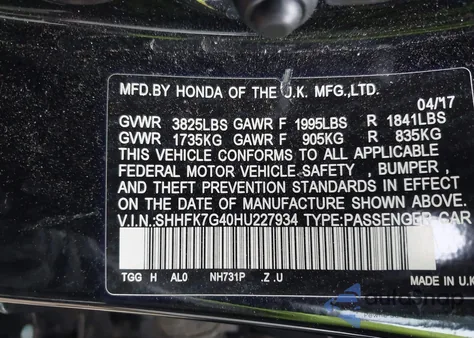 MFD.BY HONDA OF THE U.K. MFG.,LTD.
04/17
GVWR 3825LBS GAWR F 1995LBS R 1841LBS
GVWR 1735KG GAWR F 905KG R 835KG
THIS VEHICLE CONFORMS TO ALL APPLICABLE
FEDERAL MOTOR VEHICLE SAFETY , BUMPER ,
AND THEFT PREVENTION STANDARDS IN EFFECT
ON THE DATE OF MANUFACTURE SHOWN ABOVE.
V.I.N.:SHHFK7G40HU227934 TYPE:PASSENGER CAR
TGG H AL0 NH731P .Z .U MADE IN U.K